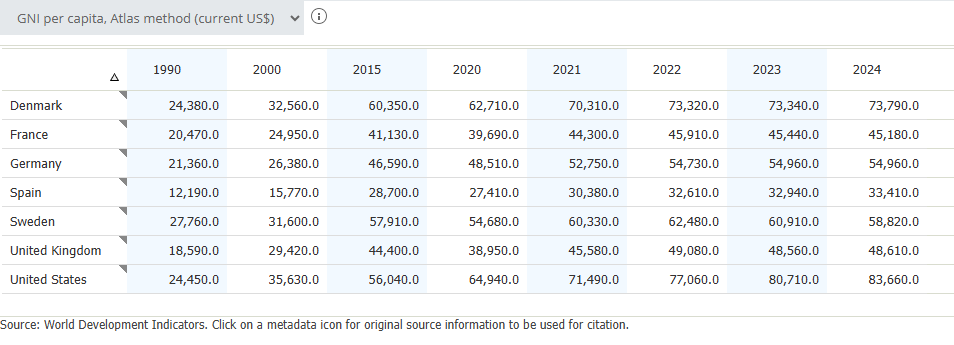 GNI per capita, Atlas method (current US$)
1990 2000 2015 2020 2021 2022 2023 2024
Denmark 24,380.0 32,560.0 60,350.0 62,710.0 70,310.0 73,320.0 73,340.0 73,790.0
France 20,470.0 24,950.0 41,130.0 39,690.0 44,300.0 45,910.0 45,440.0 45,180.0
Germany 21,360.0 26,380.0 46,590.0 48,510.0 52,750.0 54,730.0 54,960.0 54,960.0
Spain 12,190.0 15,770.0 28,700.0 27,410.0 30,380.0 32,610.0 32,940.0 33,410.0
Sweden 27,760.0 31,600.0 57,910.0 54,680.0 60,330.0 62,480.0 60,910.0 58,820.0
United Kingdom 18,590.0 29,420.0 44,400.0 38,950.0 45,580.0 49,080.0 48,560.0 48,610.0
United States 24,450.0 35,630.0 56,040.0 64,940.0 71,490.0 77,060.0 80,710.0 83,660.0
Source: World Development Indicators. Click on a metadata icon for original source information to be used for citation.